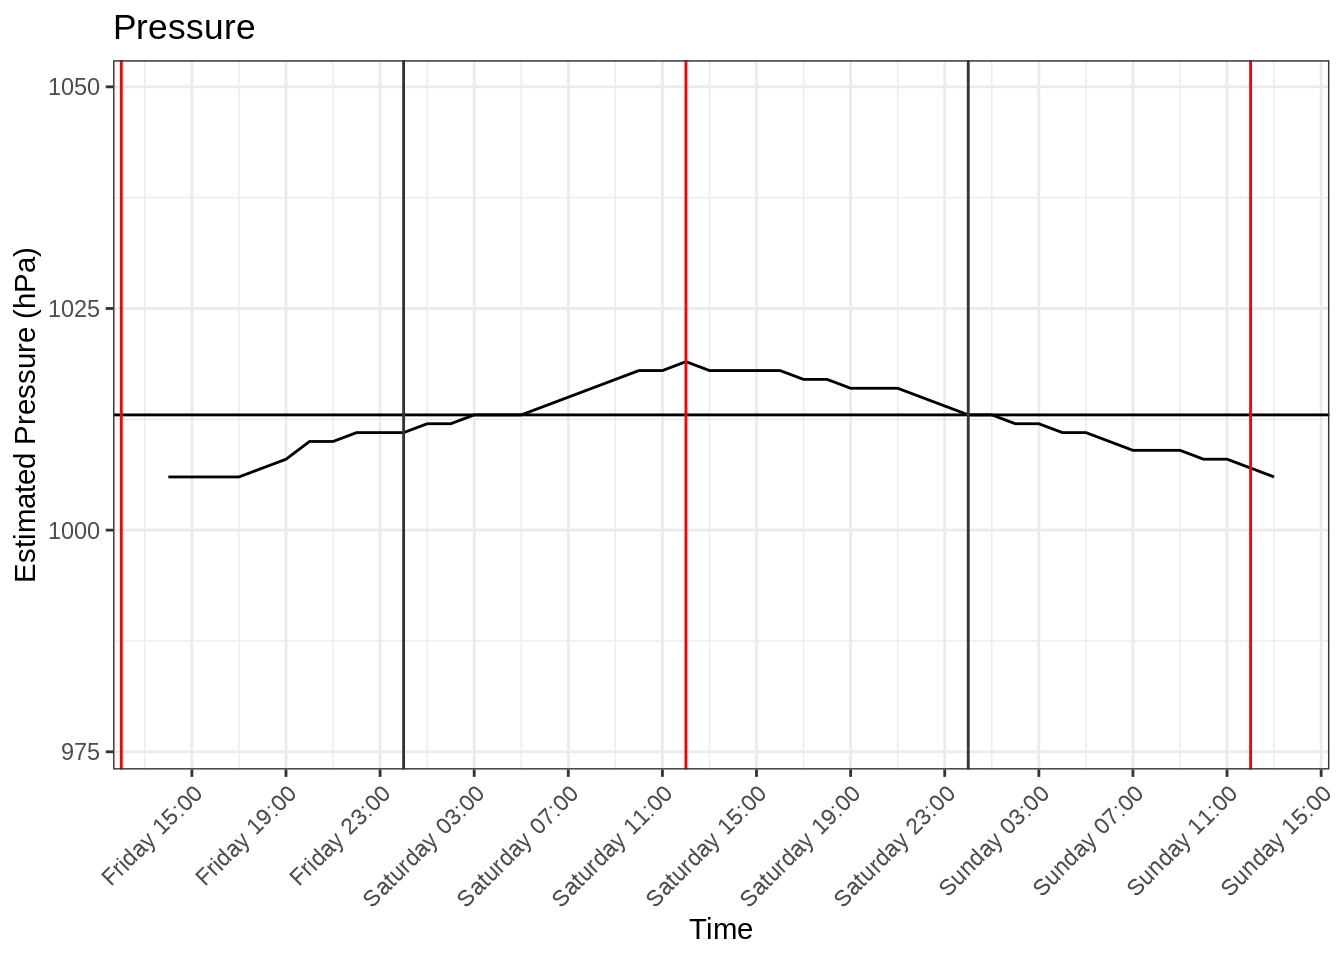 Pressure
1050
1025
1000
975
Estimated Pressure (hPa)
Friday 15:00
Friday 19:00
Friday 23:00
Saturday 03:00
Saturday 07:00
Saturday 11:00
Saturday 15:00
Saturday 19:00
Saturday 23:00
Sunday 03:00
Sunday 07:00
Sunday 11:00
Sunday 15:00
Time